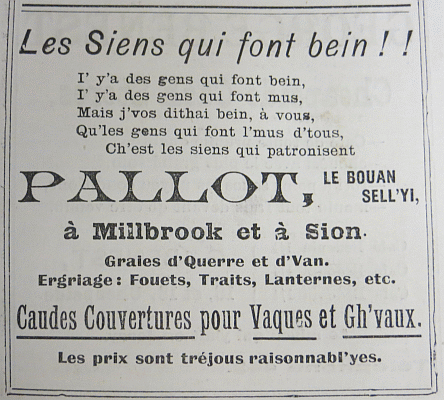 Les Siens qui font bein ! !
I' y'a des gens qui font bein,
I' y'a des gens qui font mus,
Mais j'vos dithai bein, à vous,
Qu'les gens qui font l'mus d'tous,
Ch'est les siens qui patronisent
PALLOT, LE BOUAN
SELL'YI,
à Millbrook et à Sion.
Graies d'Querre et d'Van.
Ergriage: Fouets, Traits, Lanternes, etc.
Caudes Couvertures pour Vaques et Gh'vaux.
Les prix sont tréjous raisonnabl'yes.